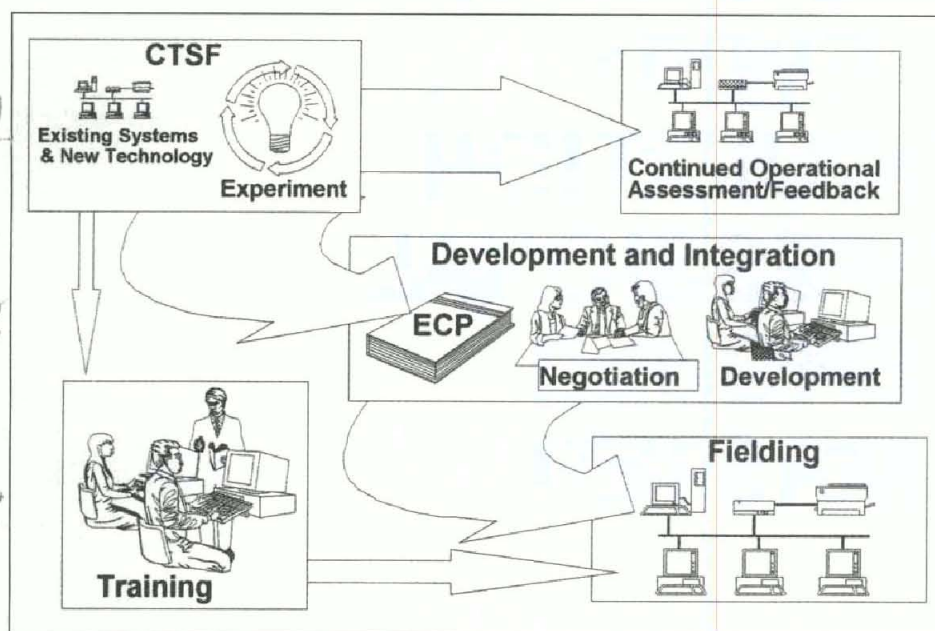 CTSF
Existing Systems
& New Technology
Experiment
Continued Operational
Assessment/Feedback
Development and Integration
ECP
Negotiation
Development
Training
Fielding